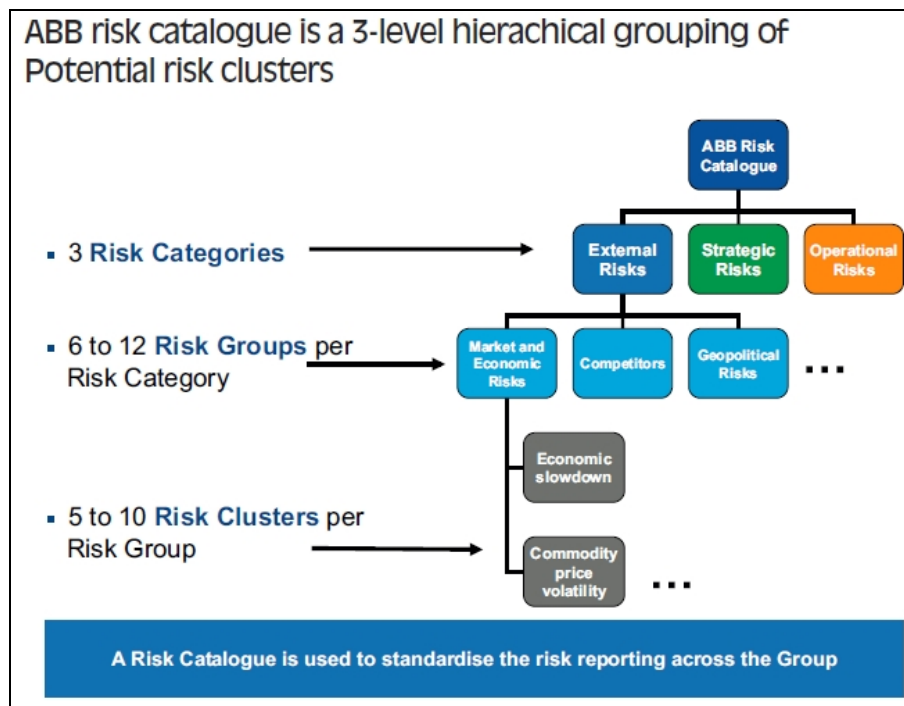 ABB risk catalogue is a 3-level hierachical grouping of
Potential risk clusters
ABB Risk
Catalogue
▪ 3 Risk Categories
External
Risks
Strategic
Risks
Operational
Risks
▪ 6 to 12 Risk Groups per
Risk Category
Market and
Economic
Risks
Competitors
Geopolitical
Risks
...
Economic
slowdown
▪ 5 to 10 Risk Clusters per
Risk Group
Commodity
price
volatility
...
A Risk Catalogue is used to standardise the risk reporting across the Group